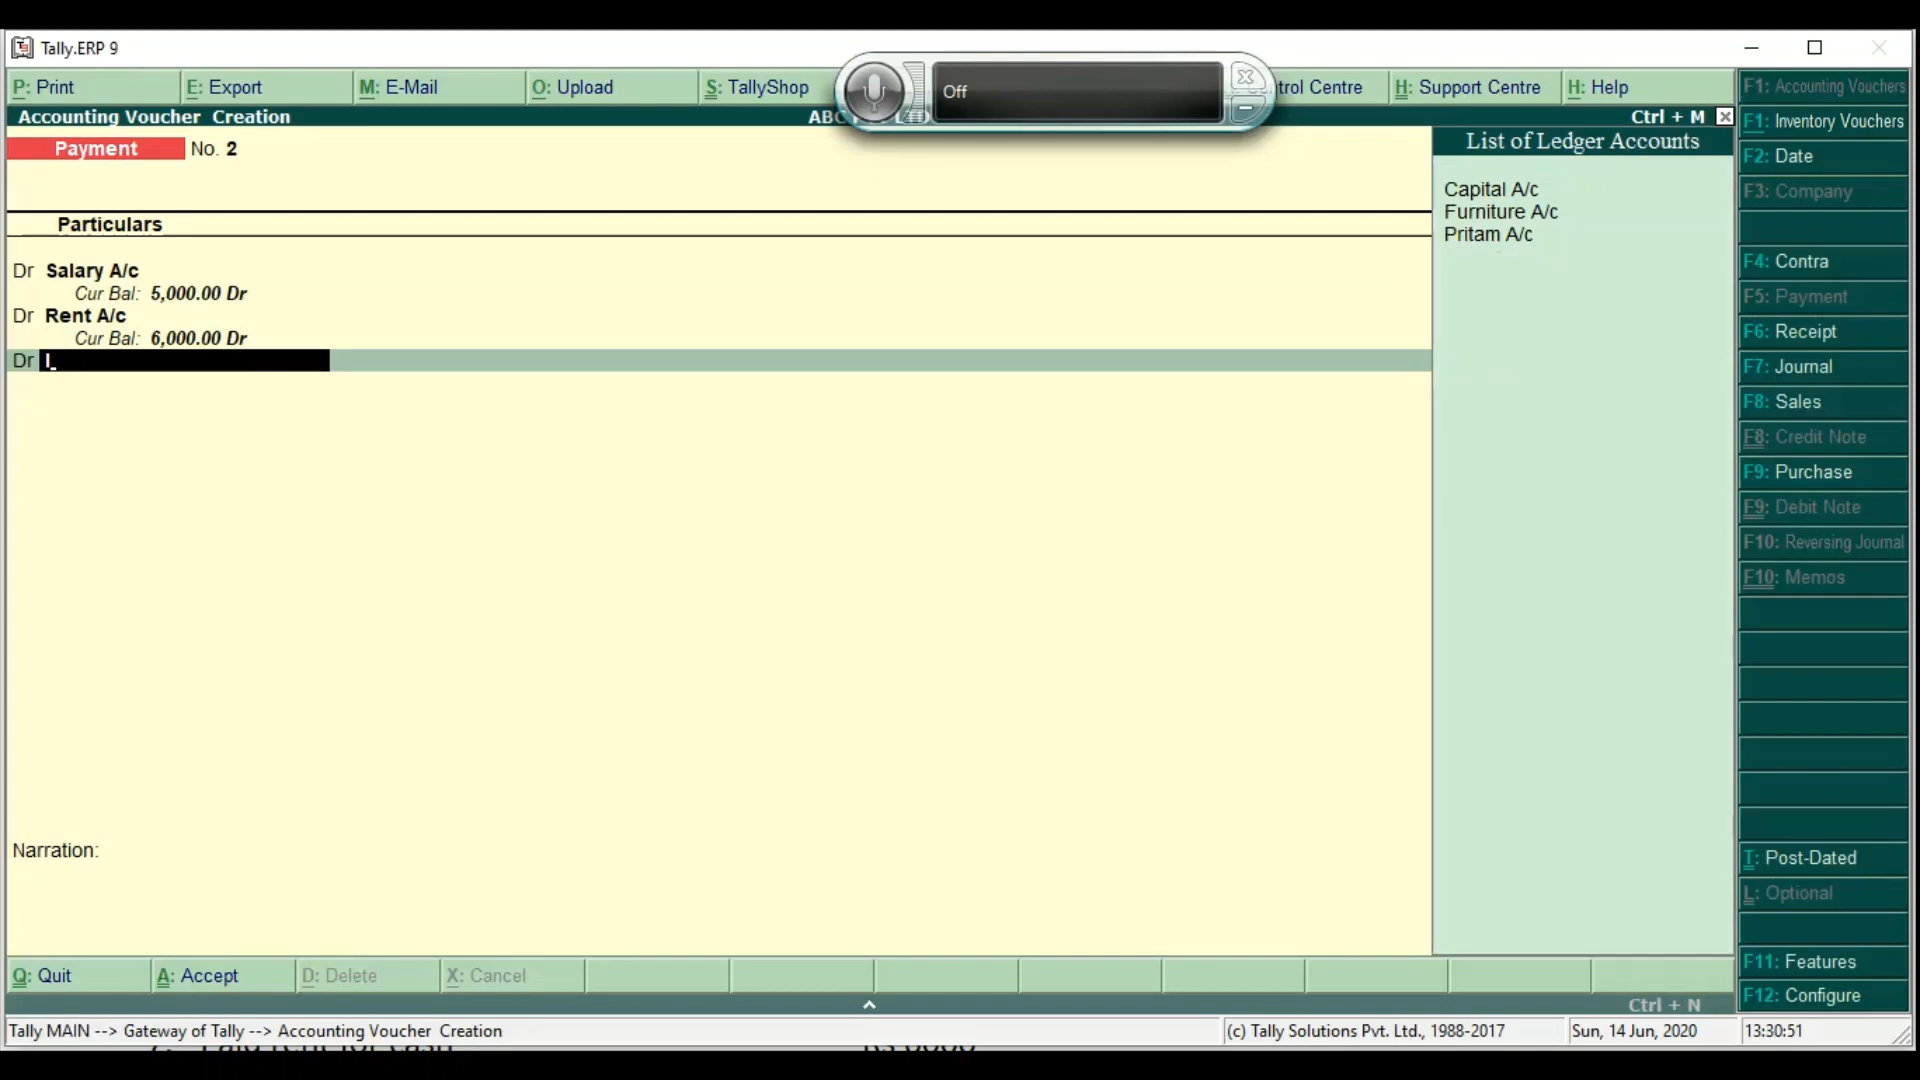 Tally.ERP 9
P: Print E: Export M: E-Mail O: Upload S: TallyShop Off trol Centre H: Support Centre H: Help
Accounting Voucher Creation Ctrl + M
Payment No. 2
Particulars
Dr Salary A/c
Cur Bal: 5,000.00 Dr
Dr Rent A/c
Cur Bal: 6,000.00 Dr
Dr I
Narration:
List of Ledger Accounts
Capital A/c
Furniture A/c
Pritam A/c
F1: Accounting Vouchers
F1: Inventory Vouchers
F2: Date
F3: Company
F4: Contra
F5: Payment
F6: Receipt
F7: Journal
F8: Sales
F8: Credit Note
F9: Purchase
F9: Debit Note
F10: Reversing Journal
F10: Memos
T: Post-Dated
L: Optional
F11: Features
F12: Configure
Q: Quit A: Accept D: Delete X: Cancel
Ctrl + N
Tally MAIN --> Gateway of Tally --> Accounting Voucher Creation (c) Tally Solutions Pvt. Ltd., 1988-2017 Sun, 14 Jun, 2020 13:30:51